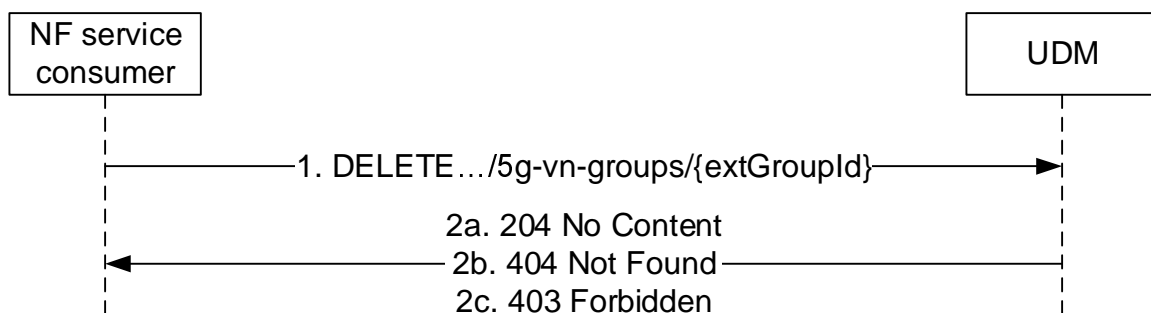 NF service
consumer
UDM
1. DELETE…/5g-vn-groups/{extGroupId}
2a. 204 No Content
2b. 404 Not Found
2c. 403 Forbidden